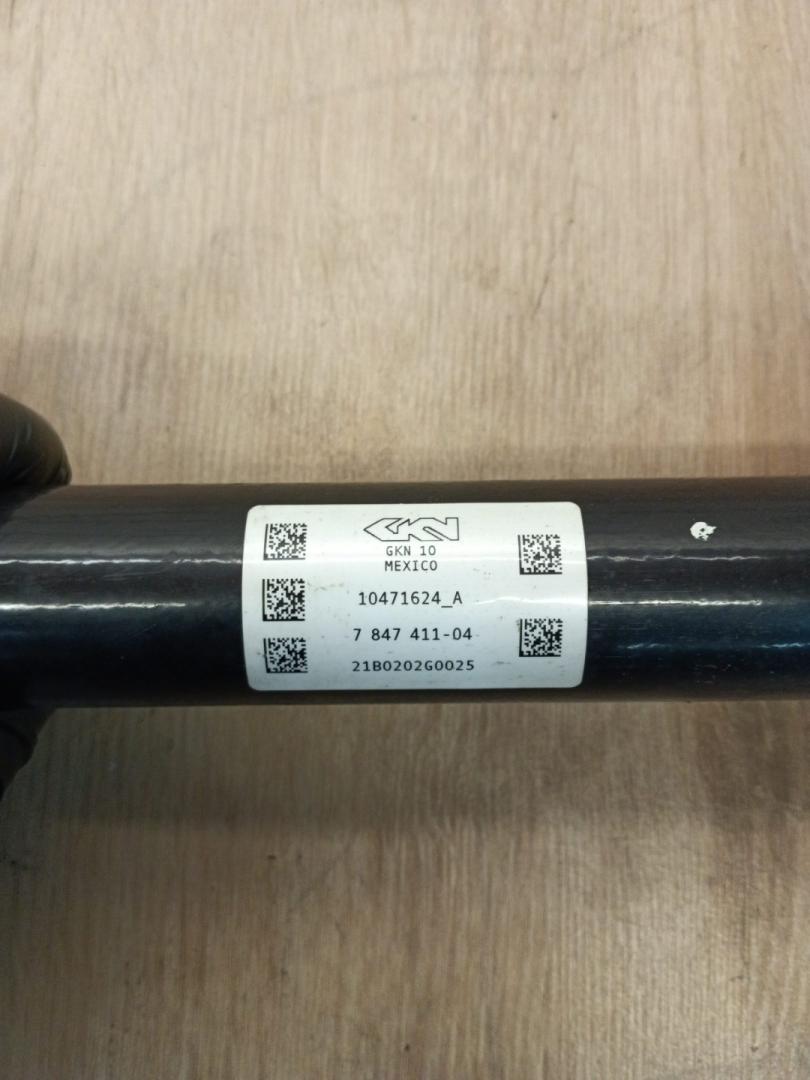 GKN
GKN 10
MEXICO
10471624_A
7 847 411-04
21B0202G0025